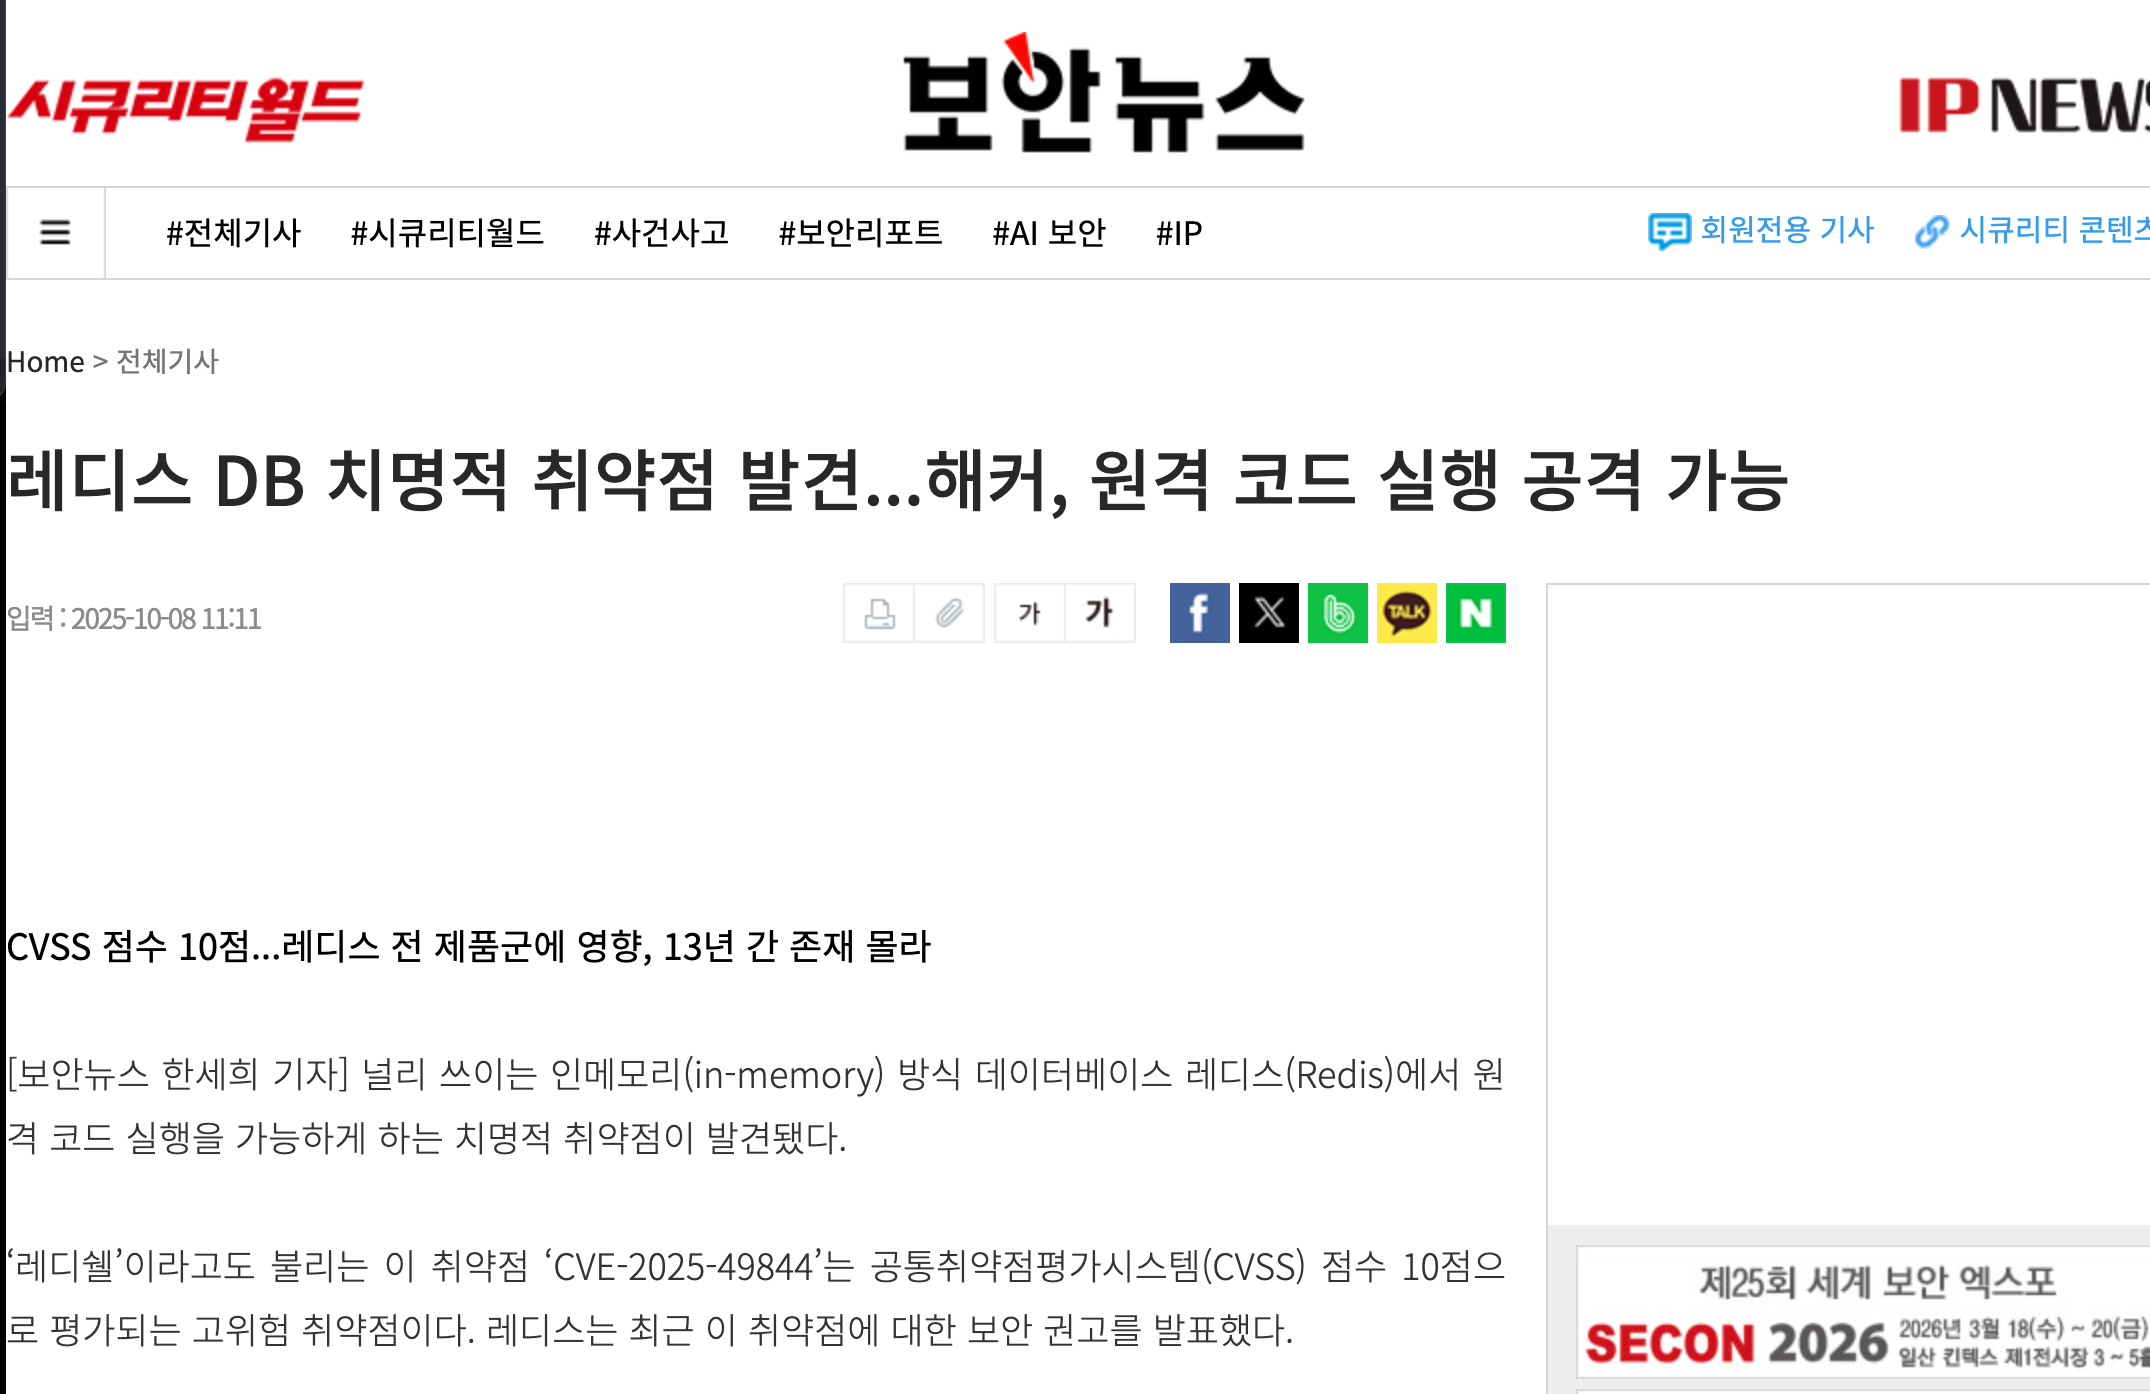 시큐리티월드
보안뉴스
IP NEWS
#전체기사 #시큐리티월드 #사건사고 #보안리포트 #AI 보안 #IP
회원전용 기사 시큐리티 콘텐츠
Home > 전체기사
레디스 DB 치명적 취약점 발견...해커, 원격 코드 실행 공격 가능
입력 : 2025-10-08 11:11
가 가
f X b TALK N
CVSS 점수 10점...레디스 전 제품군에 영향, 13년 간 존재 몰라
[보안뉴스 한세희 기자] 널리 쓰이는 인메모리(in-memory) 방식 데이터베이스 레디스(Redis)에서 원
격 코드 실행을 가능하게 하는 치명적 취약점이 발견됐다.
‘레디쉘’이라고도 불리는 이 취약점 ‘CVE-2025-49844’는 공통취약점평가시스템(CVSS) 점수 10점으
로 평가되는 고위험 취약점이다. 레디스는 최근 이 취약점에 대한 보안 권고를 발표했다.
제25회 세계 보안 엑스포
SECON 2026
2026년 3월 18(수) ~ 20(금)
일산 킨텍스 제1전시장 3 ~ 5홀